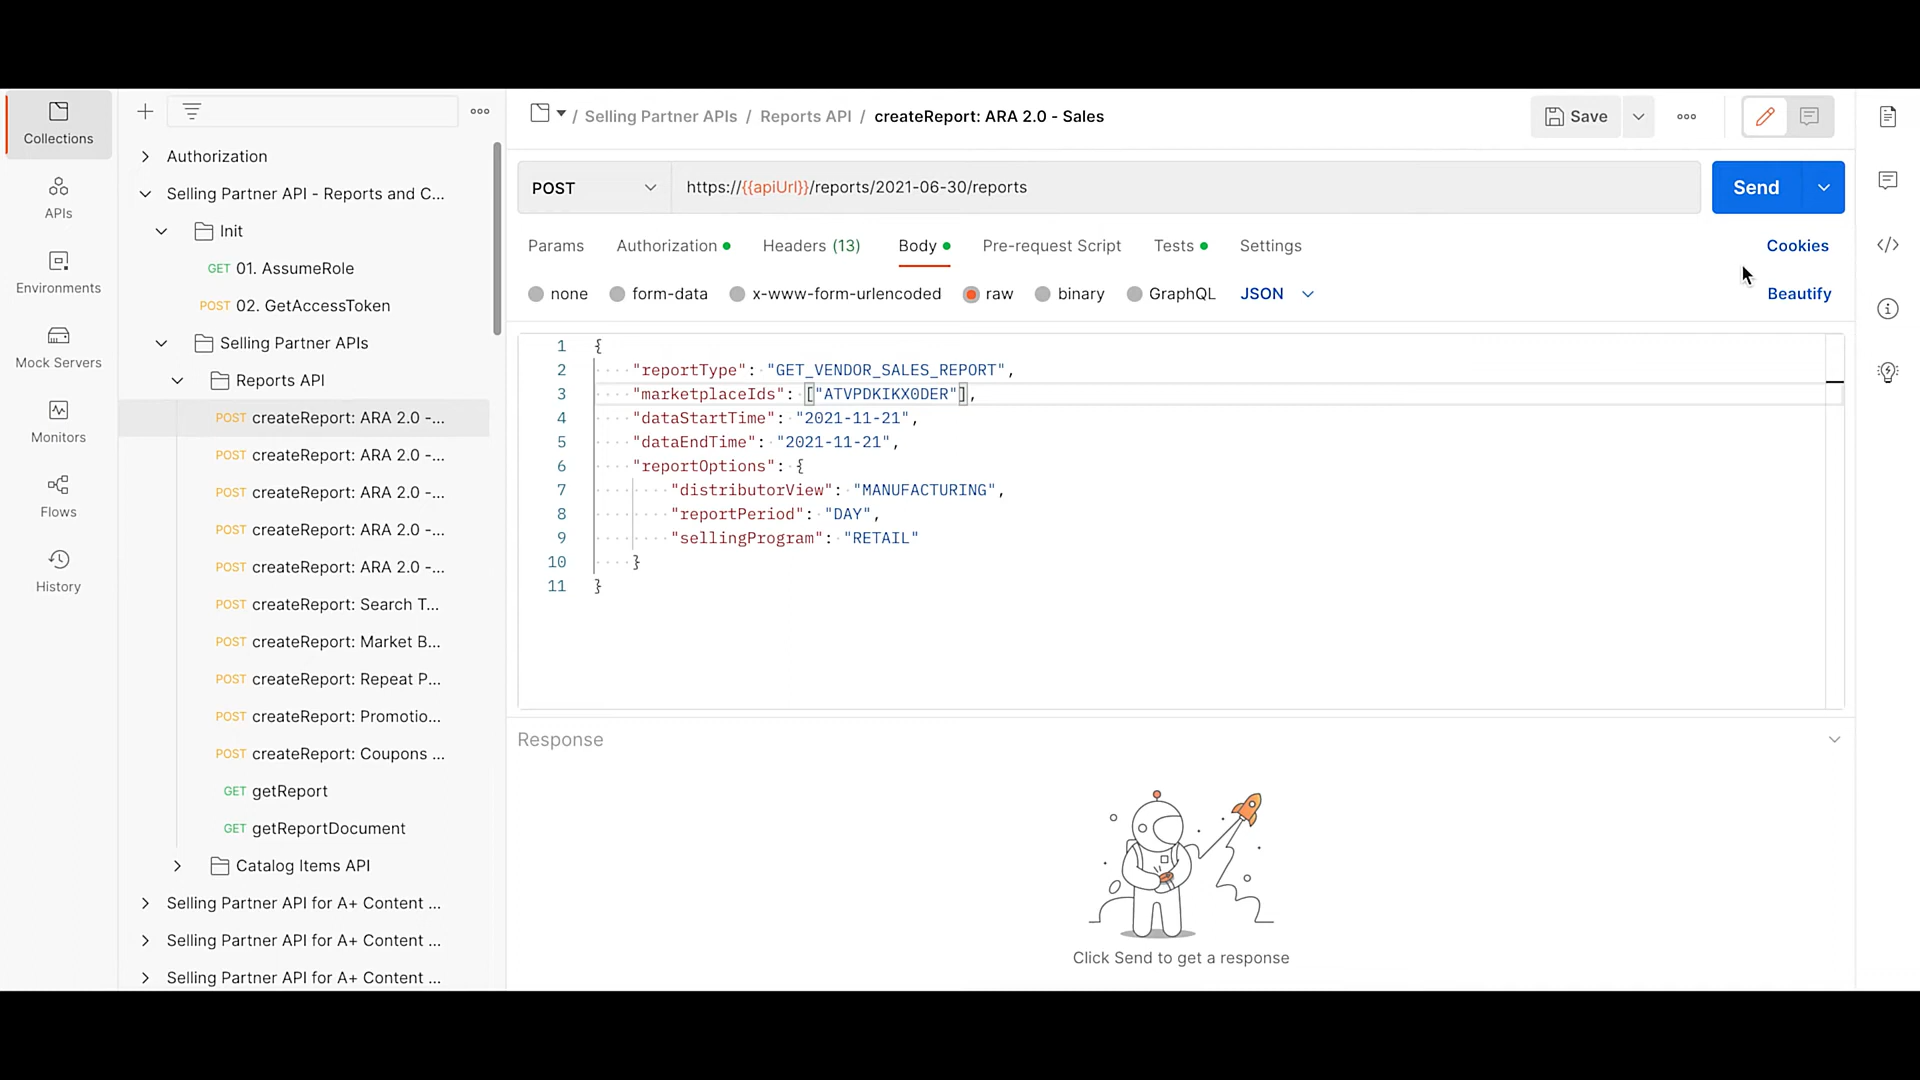 Collections
APIs
Environments
Mock Servers
Monitors
Flows
History
Authorization
Selling Partner API - Reports and C...
Init
GET 01. AssumeRole
POST 02. GetAccessToken
Selling Partner APIs
Reports API
POST createReport: ARA 2.0 -...
POST createReport: ARA 2.0 -...
POST createReport: ARA 2.0 -...
POST createReport: ARA 2.0 -...
POST createReport: ARA 2.0 -...
POST createReport: Search T...
POST createReport: Market B...
POST createReport: Repeat P...
POST createReport: Promotio...
POST createReport: Coupons ...
GET getReport
GET getReportDocument
Catalog Items API
Selling Partner API for A+ Content ...
Selling Partner API for A+ Content ...
Selling Partner API for A+ Content ...
/ Selling Partner APIs / Reports API / createReport: ARA 2.0 - Sales
Save
POST https://{{apiUrl}}/reports/2021-06-30/reports
Send
Params Authorization Headers (13) Body Pre-request Script Tests Settings Cookies
none form-data x-www-form-urlencoded raw binary GraphQL JSON Beautify
1 {
2 "reportType": "GET_VENDOR_SALES_REPORT",
3 "marketplaceIds": ["ATVPDKIKX0DER"],
4 "dataStartTime": "2021-11-21",
5 "dataEndTime": "2021-11-21",
6 "reportOptions": {
7 "distributorView": "MANUFACTURING",
8 "reportPeriod": "DAY",
9 "sellingProgram": "RETAIL"
10 }
11 }
Response
Click Send to get a response